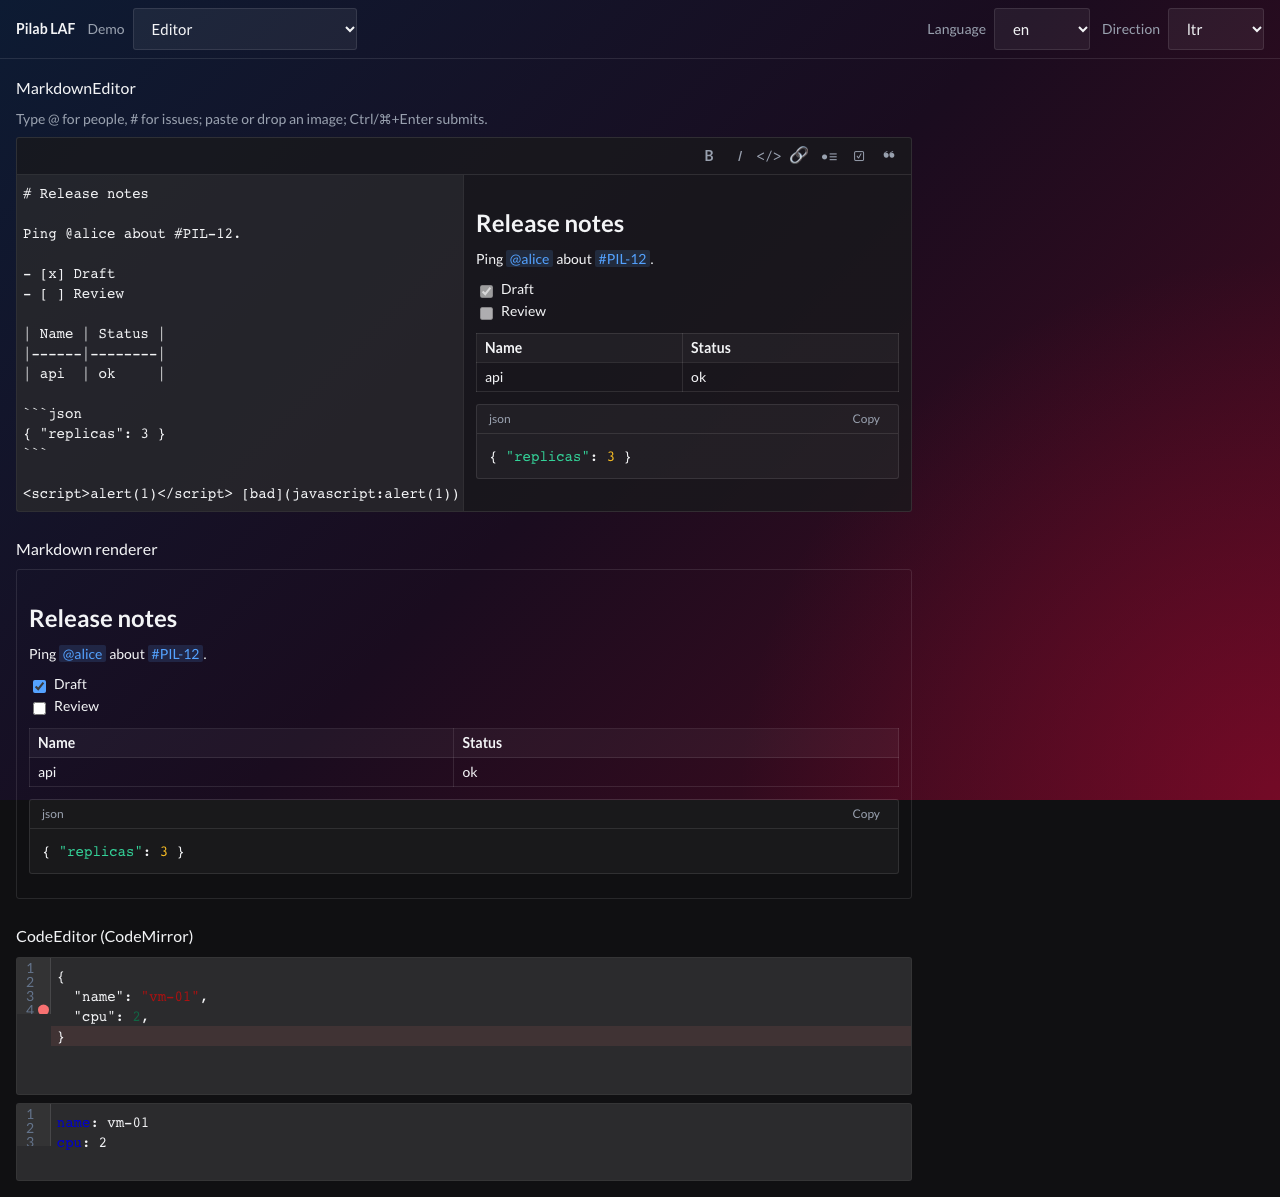 Pilab LAF Demo Editor Language en Direction ltr
MarkdownEditor
Type @ for people, # for issues; paste or drop an image; Ctrl/⌘+Enter submits.
B I </>
# Release notes
Ping @alice about #PIL-12.
- [x] Draft
- [ ] Review
| Name | Status |
|------|--------|
| api  | ok     |
```json
{ "replicas": 3 }
```
<script>alert(1)</script> [bad](javascript:alert(1))
Release notes
Ping @alice about #PIL-12.
Draft
Review
Name Status
api ok
json Copy
{ "replicas": 3 }
Markdown renderer
Release notes
Ping @alice about #PIL-12.
Draft
Review
Name Status
api ok
json Copy
{ "replicas": 3 }
CodeEditor (CodeMirror)
1 {
2   "name": "vm-01",
3   "cpu": 2,
4 }
1 name: vm-01
2 cpu: 2
3